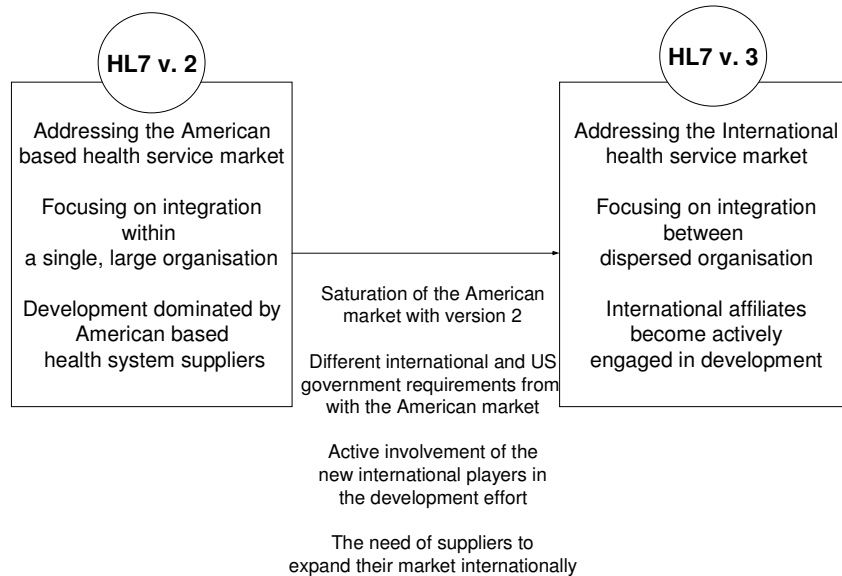 HL7 v. 2
Addressing the American
based health service market
Focusing on integration
within
a single, large organisation
Development dominated by
American based
health system suppliers
Saturation of the American
market with version 2
Different international and US
government requirements from
with the American market
Active involvement of the
new international players in
the development effort
The need of suppliers to
expand their market internationally
HL7 v. 3
Addressing the International
health service market
Focusing on integration
between
dispersed organisation
International affiliates
become actively
engaged in development